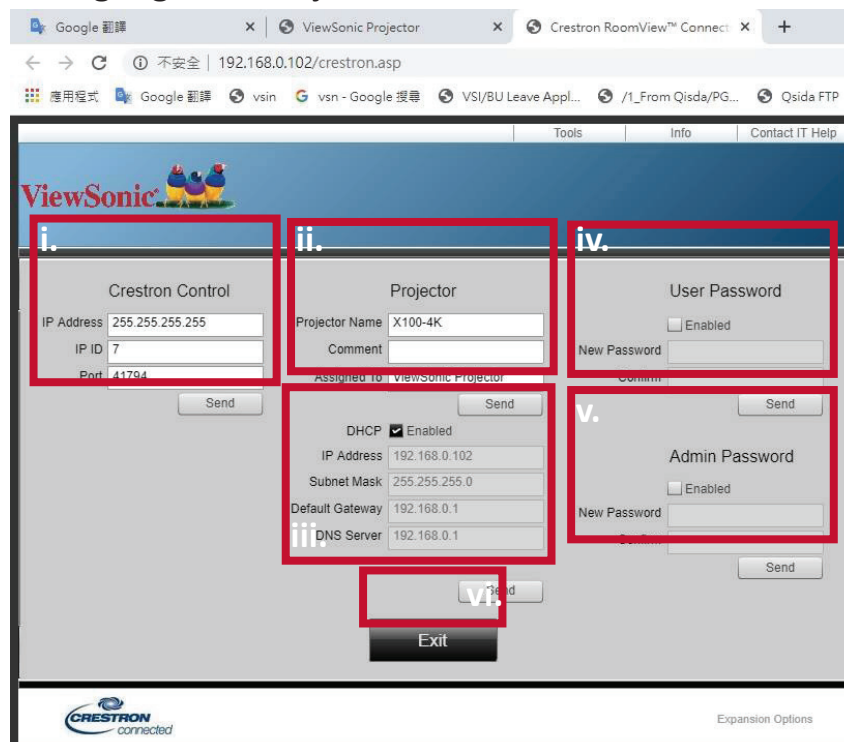 Google 翻譯
ViewSonic Projector
Crestron RoomView™ Connect
不安全 | 192.168.0.102/crestron.asp
應用程式 Google 翻譯 vsin vsn - Google 搜尋 VSI/BU Leave Appl... /1_From Qisda/PG... Qsida FTP
Tools Info Contact IT Help
ViewSonic
i.
Crestron Control
IP Address 255.255.255.255
IP ID 7
Port 41794
Send
ii.
Projector
Projector Name X100-4K
Comment
Assigned To ViewSonic Projector
Send
iii.
DHCP Enabled
IP Address 192.168.0.102
Subnet Mask 255.255.255.0
Default Gateway 192.168.0.1
DNS Server 192.168.0.1
Send
iv.
User Password
Enabled
New Password
Confirm
Send
v.
Admin Password
Enabled
New Password
Confirm
Send
vi.
Exit
CRESTRON
connected
Expansion Options